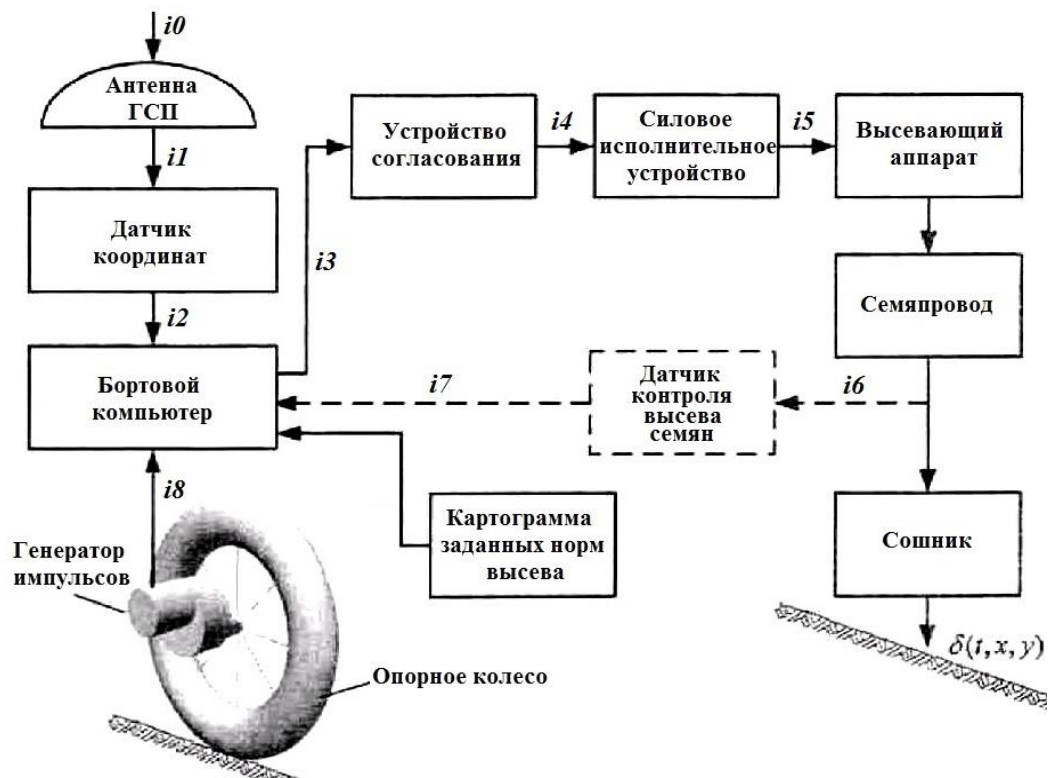 i0
Антенна
ГСП
i1
Датчик
координат
i2
Бортовой
компьютер
i3
Устройство
согласования
i4
Силовое
исполнительное
устройство
i5
Высевающий
аппарат
Семяпровод
i6
Датчик
контроля
высева
семян
i7
Картограмма
заданных норм
высева
i8
Генератор
импульсов
Опорное колесо
Сошник
δ(t, x, y)